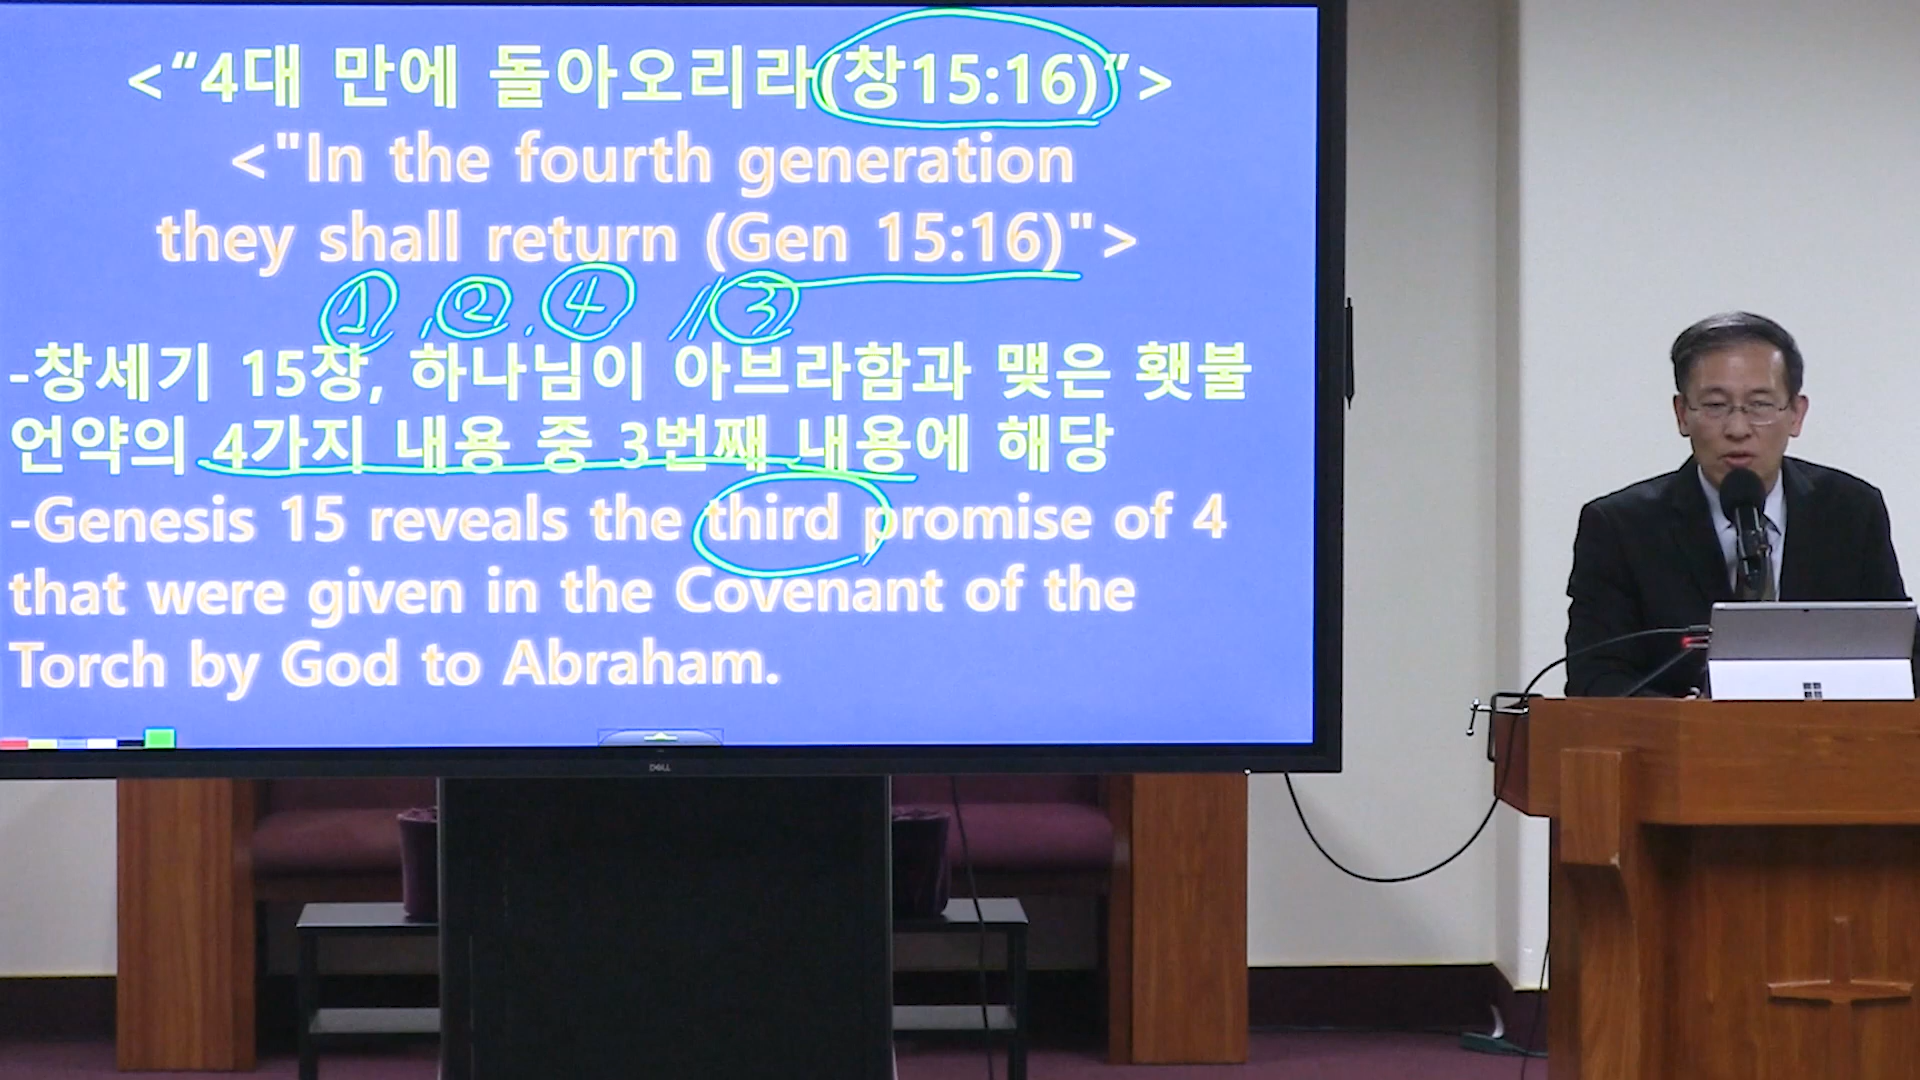 <“4대 만에 돌아오리라(창15:16)”>
<"In the fourth generation
they shall return (Gen 15:16)">
① , ② , ④ // ③
-창세기 15장, 하나님이 아브라함과 맺은 횃불
언약의 4가지 내용 중 3번째 내용에 해당
-Genesis 15 reveals the third promise of 4
that were given in the Covenant of the
Torch by God to Abraham.
DELL